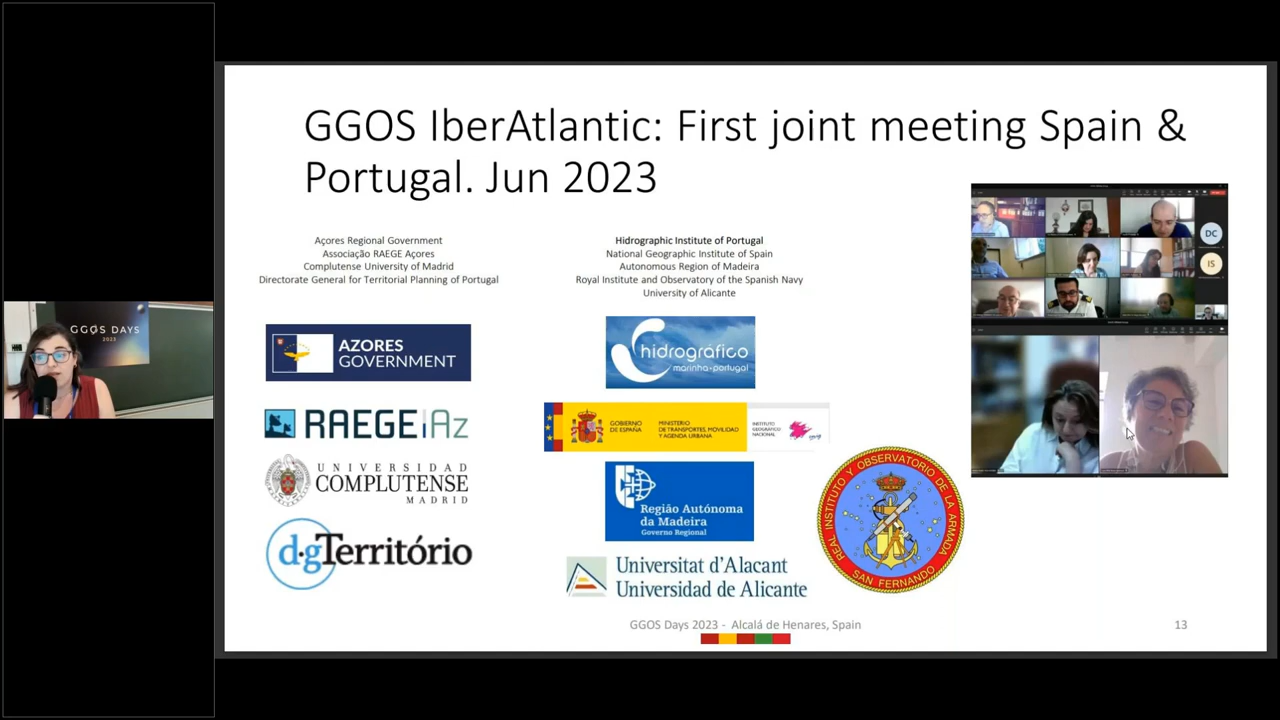 GGOS IberAtlantic: First joint meeting Spain &
Portugal. Jun 2023
Açores Regional Government
Associação RAEGE Açores
Complutense University of Madrid
Directorate General for Territorial Planning of Portugal
Hidrographic Institute of Portugal
National Geographic Institute of Spain
Autonomous Region of Madeira
Royal Institute and Observatory of the Spanish Navy
University of Alicante
AZORES
GOVERNMENT
RAEGE|Az
UNIVERSIDAD
COMPLUTENSE
MADRID
d·gTerritório
hidrográfico
marinha·portugal
GOBIERNO
DE ESPAÑA
MINISTERIO
DE TRANSPORTES, MOVILIDAD
Y AGENDA URBANA
INSTITUTO
GEOGRÁFICO
NACIONAL
Região Autónoma
da Madeira
Governo Regional
Universitat d'Alacant
Universidad de Alicante
REAL INSTITUTO Y OBSERVATORIO DE LA ARMADA
SAN FERNANDO
DC
IS
GGOS DAYS
2023
GGOS Days 2023 - Alcalá de Henares, Spain
13